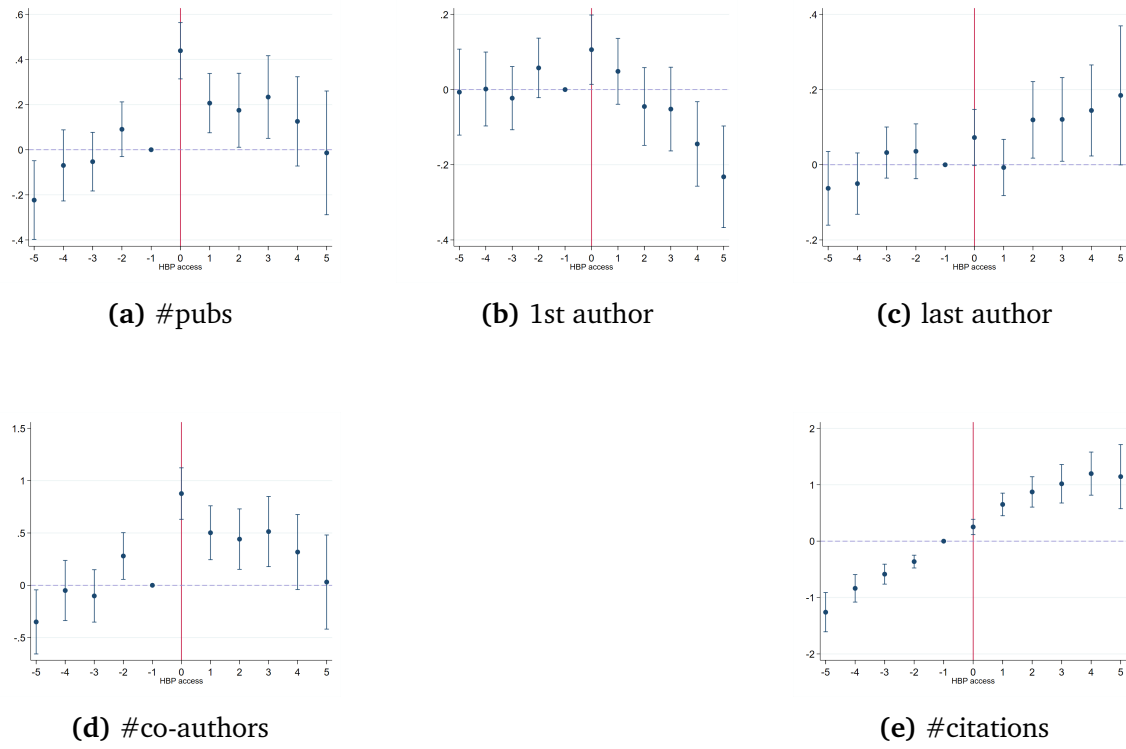 .6
.4
.2
0
-.2
-.4
-5 -4 -3 -2 -1 0 1 2 3 4 5
HBP access
(a) #pubs
.2
0
-.2
-.4
-5 -4 -3 -2 -1 0 1 2 3 4 5
HBP access
(b) 1st author
.4
.2
0
-.2
-5 -4 -3 -2 -1 0 1 2 3 4 5
HBP access
(c) last author
1.5
1
.5
0
-.5
-5 -4 -3 -2 -1 0 1 2 3 4 5
HBP access
(d) #co-authors
2
1
0
-1
-2
-5 -4 -3 -2 -1 0 1 2 3 4 5
HBP access
(e) #citations